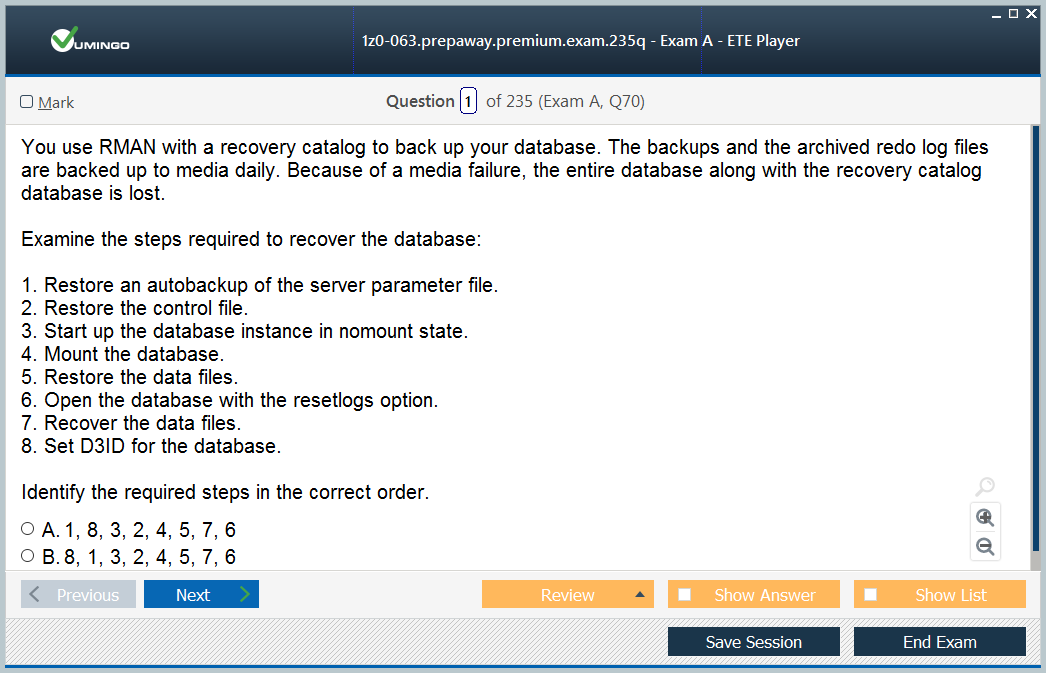 VUMINGO
1z0-063.prepaway.premium.exam.235q - Exam A - ETE Player
Mark
Question 1 of 235 (Exam A, Q70)
You use RMAN with a recovery catalog to back up your database. The backups and the archived redo log files
are backed up to media daily. Because of a media failure, the entire database along with the recovery catalog
database is lost.
Examine the steps required to recover the database:
1. Restore an autobackup of the server parameter file.
2. Restore the control file.
3. Start up the database instance in nomount state.
4. Mount the database.
5. Restore the data files.
6. Open the database with the resetlogs option.
7. Recover the data files.
8. Set D3ID for the database.
Identify the required steps in the correct order.
A. 1, 8, 3, 2, 4, 5, 7, 6
B. 8, 1, 3, 2, 4, 5, 7, 6
Previous
Next
Review
Show Answer
Show List
Save Session
End Exam